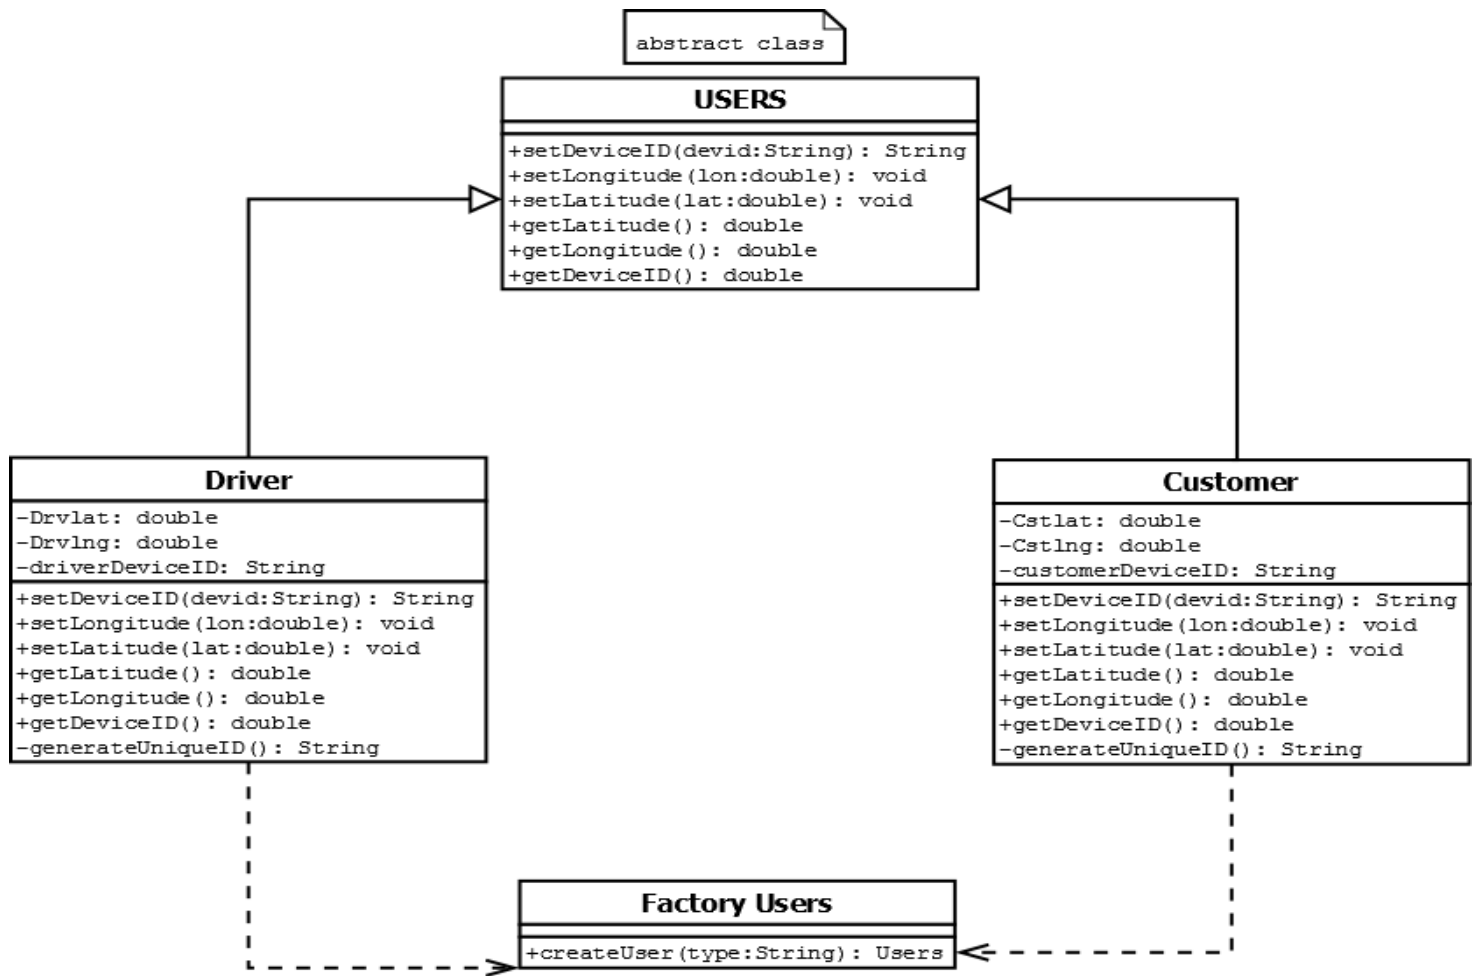 abstract class
USERS
+setDeviceID(devid:String): String
+setLongitude(lon:double): void
+setLatitude(lat:double): void
+getLatitude(): double
+getLongitude(): double
+getDeviceID(): double
Driver
-Drvlat: double
-Drvlng: double
-driverDeviceID: String
+setDeviceID(devid:String): String
+setLongitude(lon:double): void
+setLatitude(lat:double): void
+getLatitude(): double
+getLongitude(): double
+getDeviceID(): double
-generateUniqueID(): String
Customer
-Cstlat: double
-Cstlng: double
-customerDeviceID: String
+setDeviceID(devid:String): String
+setLongitude(lon:double): void
+setLatitude(lat:double): void
+getLatitude(): double
+getLongitude(): double
+getDeviceID(): double
-generateUniqueID(): String
Factory Users
+createUser(type:String): Users